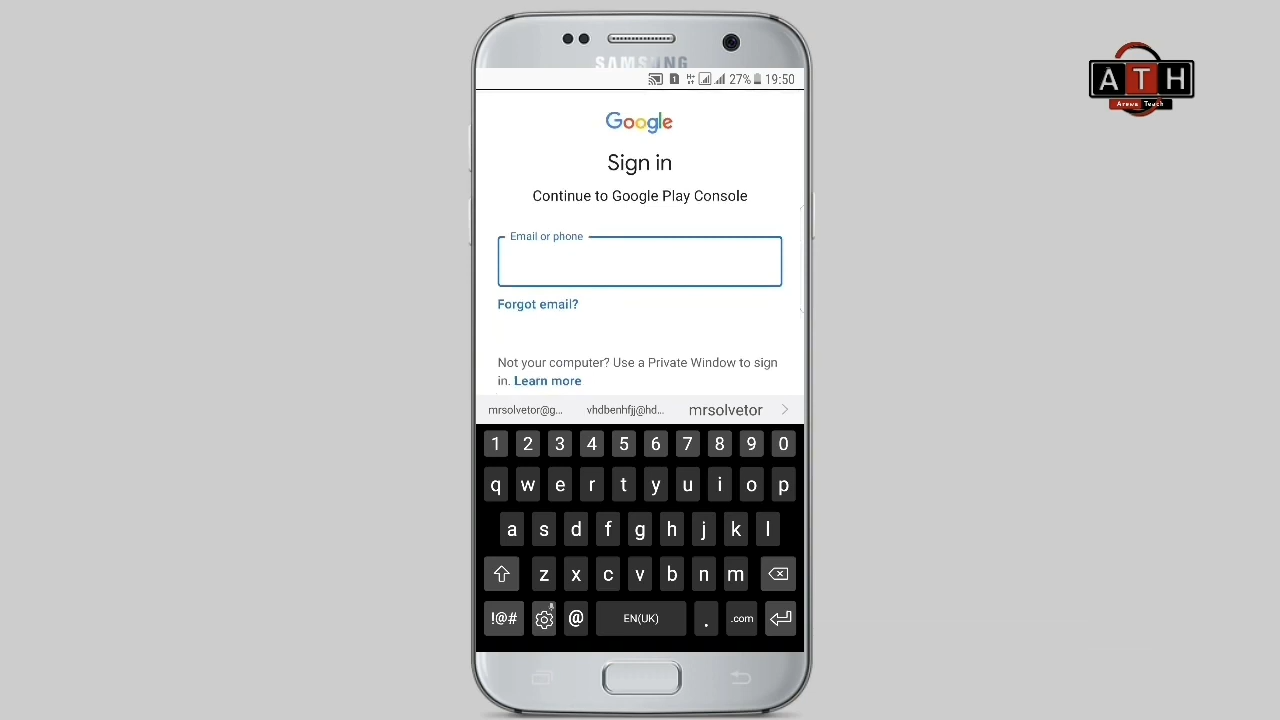 SAMSUNG
27% 19:50
ATH
Arewa Teach
Google
Sign in
Continue to Google Play Console
Email or phone
Forgot email?
Not your computer? Use a Private Window to sign
in. Learn more
mrsolvetor@g... vhdbenhfjj@hd... mrsolvetor
1 2 3 4 5 6 7 8 9 0
q w e r t y u i o p
a s d f g h j k l
z x c v b n m
!@# @ EN(UK) . .com